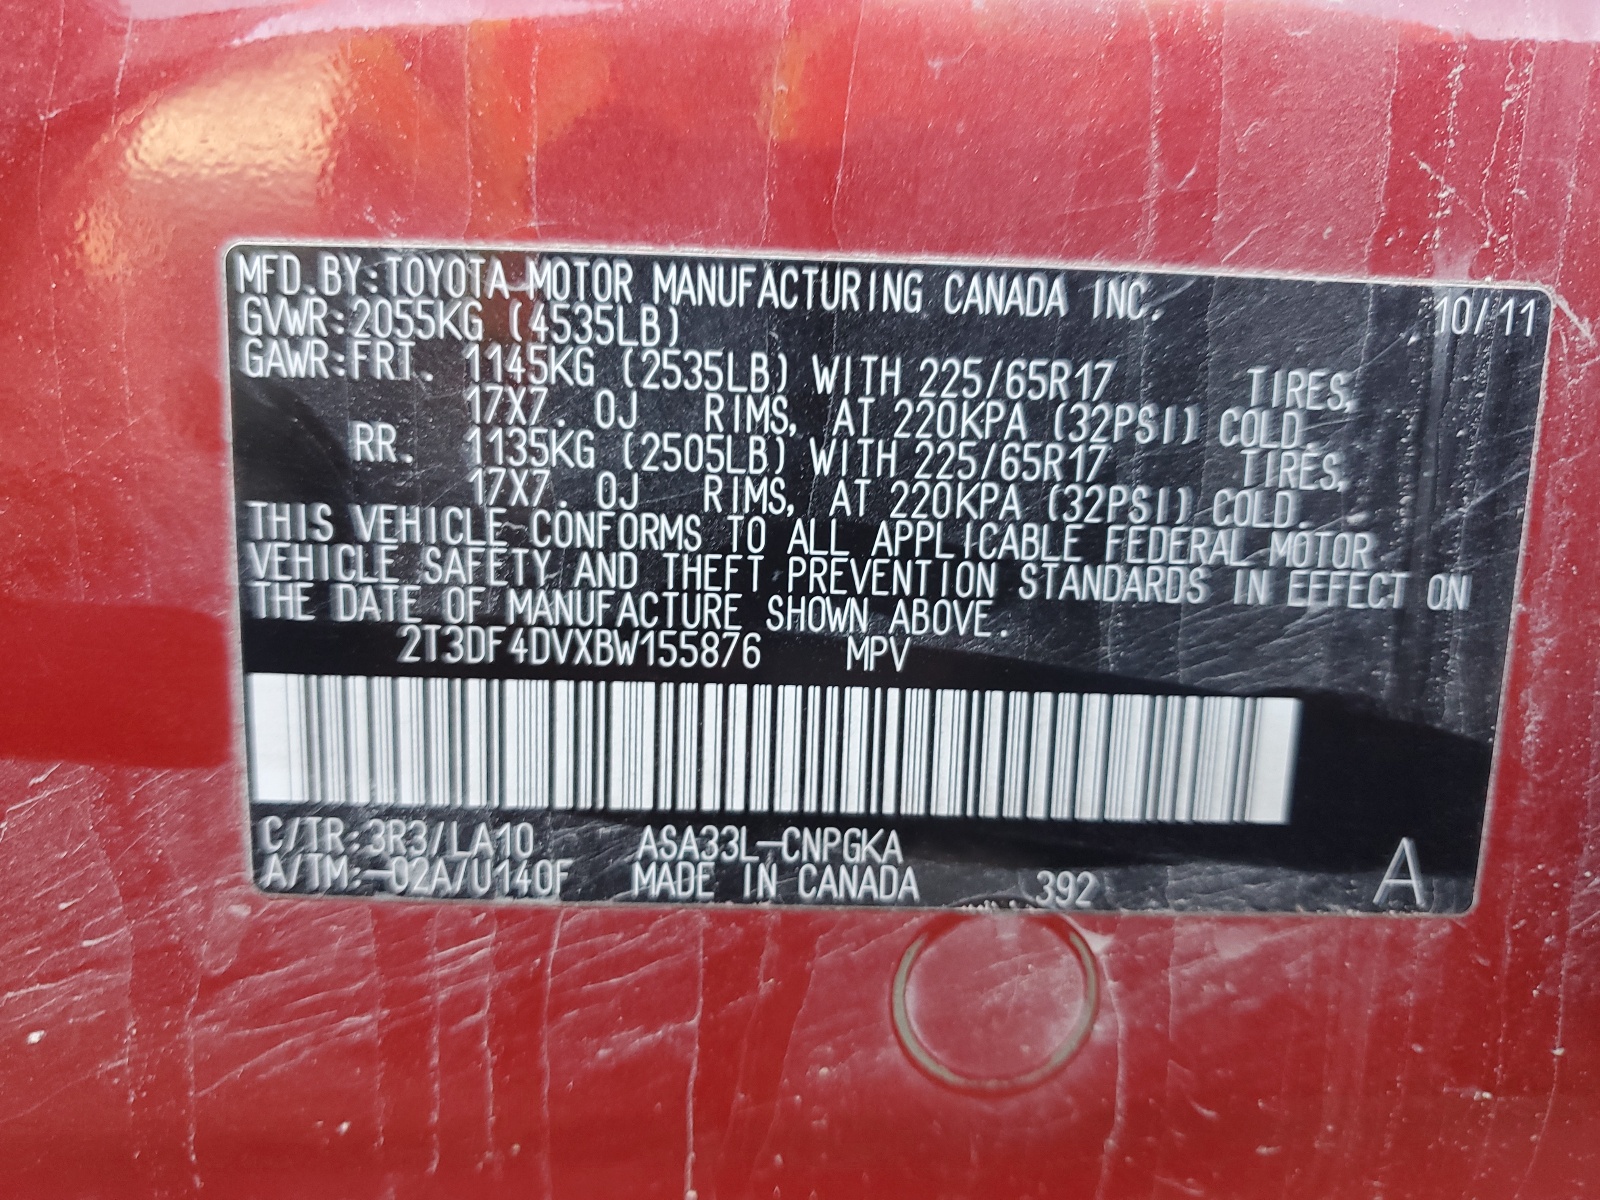 MFD.BY:TOYOTA MOTOR MANUFACTURING CANADA INC. 10/11
GVWR:2055KG (4535LB)
GAWR:FRT. 1145KG (2535LB) WITH 225/65R17 TIRES,
17X7.0J RIMS, AT 220KPA (32PSI) COLD.
RR. 1135KG (2505LB) WITH 225/65R17 TIRES,
17X7.0J RIMS, AT 220KPA (32PSI) COLD.
THIS VEHICLE CONFORMS TO ALL APPLICABLE FEDERAL MOTOR
VEHICLE SAFETY AND THEFT PREVENTION STANDARDS IN EFFECT ON
THE DATE OF MANUFACTURE SHOWN ABOVE.
2T3DF4DVXBW155876 MPV
C/TR:3R3/LA10 ASA33L-CNPGKA
A/TM:-02A/U140F MADE IN CANADA 392 A